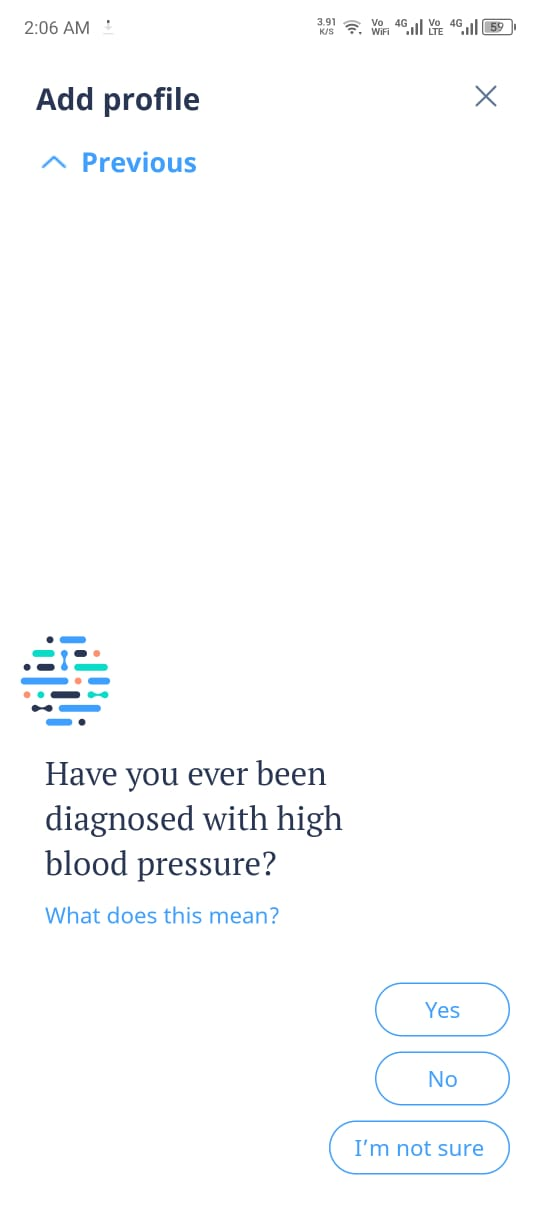 2:06 AM 3.91 K/S Vo WiFi 4G Vo LTE 4G 59
Add profile
Previous
Have you ever been
diagnosed with high
blood pressure?
What does this mean?
Yes
No
I'm not sure